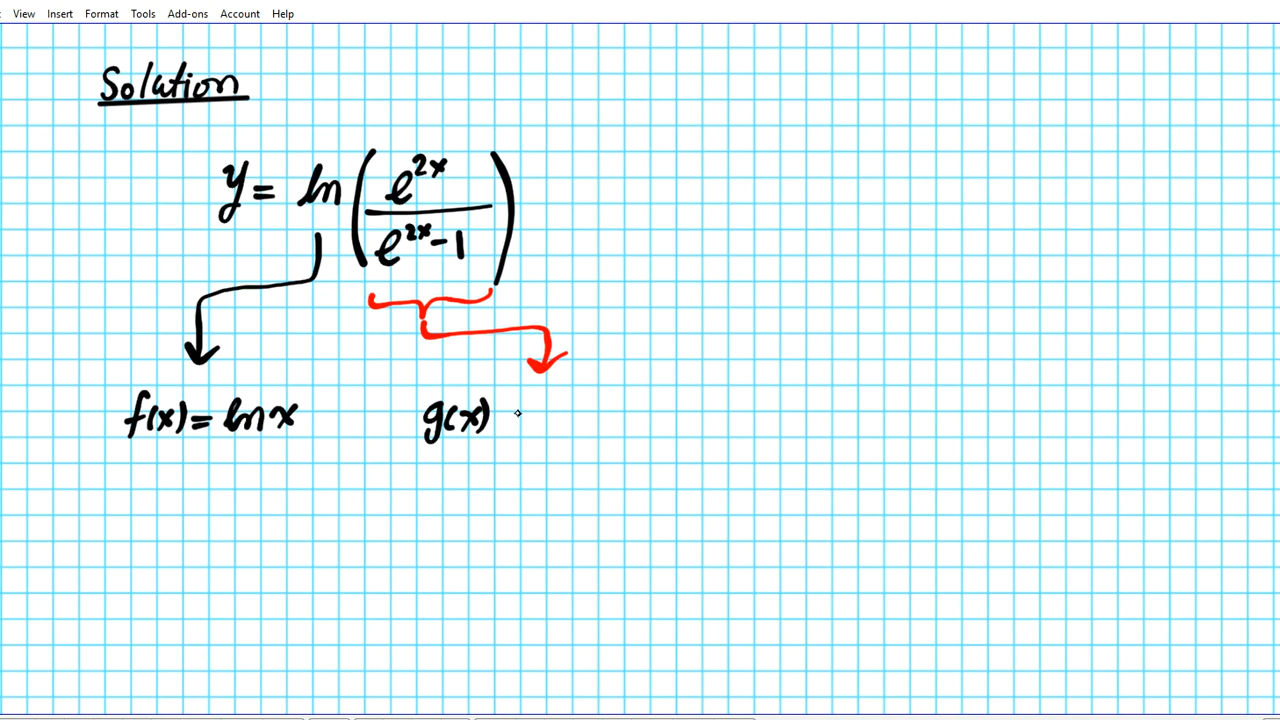 View Insert Format Tools Add-ons Account Help
Solution
y = ln(e^{2x}/(e^{2x}-1))
f(x) = ln x g(x)